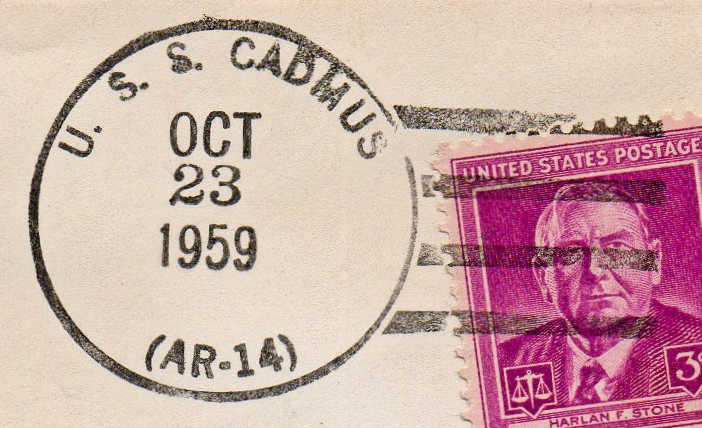 U. S. S. CADMUS
OCT
23
1959
(AR-14)
UNITED STATES POSTAGE
3¢
HARLAN F. STONE